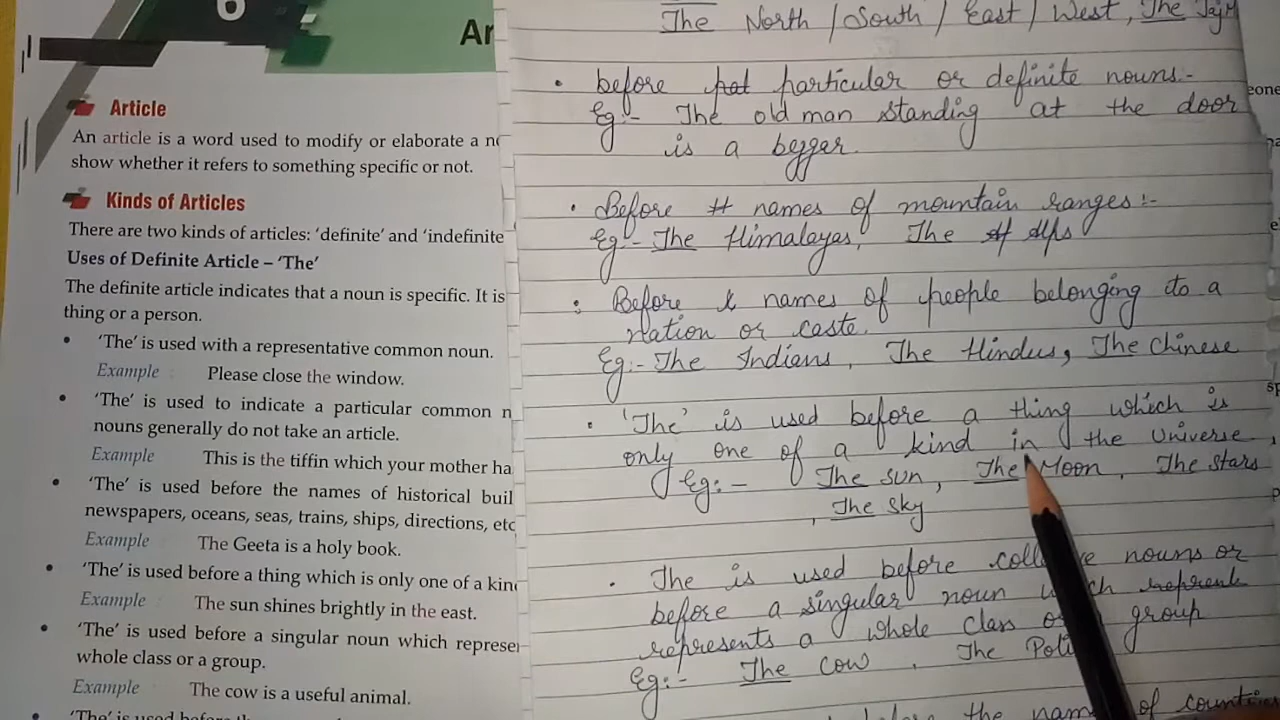 6
Ar
Article
An article is a word used to modify or elaborate a no
show whether it refers to something specific or not.
Kinds of Articles
There are two kinds of articles: 'definite' and 'indefinite
Uses of Definite Article – 'The'
The definite article indicates that a noun is specific. It is
thing or a person.
• 'The' is used with a representative common noun.
Example Please close the window.
• 'The' is used to indicate a particular common n
nouns generally do not take an article.
Example This is the tiffin which your mother ha
• 'The' is used before the names of historical buil
newspapers, oceans, seas, trains, ships, directions, etc
Example The Geeta is a holy book.
• 'The' is used before a thing which is only one of a kind
Example The sun shines brightly in the east.
• 'The' is used before a singular noun which represe
whole class or a group.
Example The cow is a useful animal.
• 'The' is used before
The North / South / East / West, The
• before particular or definite nouns.-
Eg:- The old man standing at the door
is a begger.
• Before names of mountain ranges:-
Eg:- The Himalayas, The Alps
: Before names of people belonging to a
nation or caste.
Eg:- The Indians, The Hindus, The Chinese
• 'The' is used before a thing which is
only one of a kind in the Universe
Eg:- The sun, The Moon, The stars
, The sky
• The is used before nouns or
before a singular noun which
represents a whole class or group
Eg:- The cow, The
the of